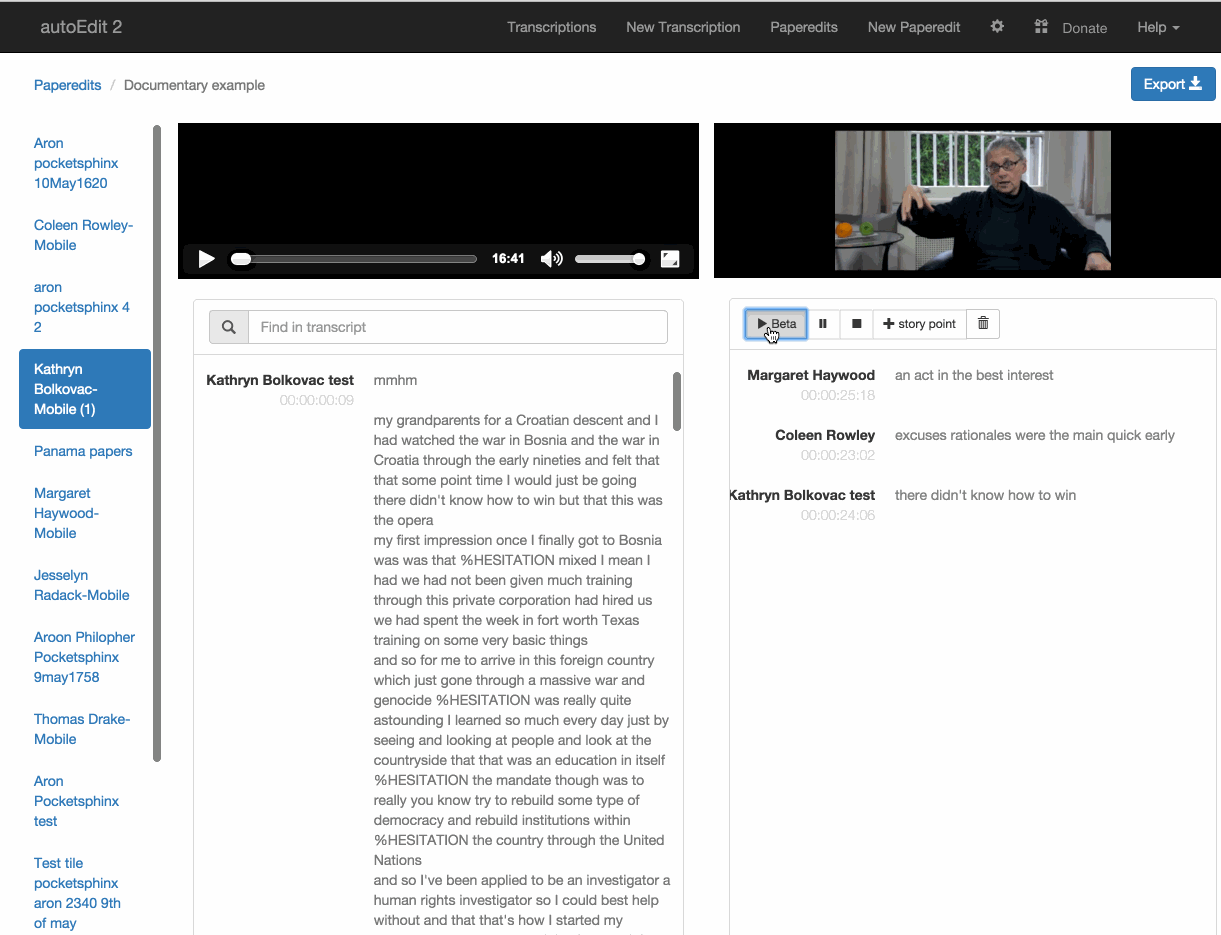 autoEdit 2
Transcriptions
New Transcription
Paperedits
New Paperedit
Donate
Help
Paperedits / Documentary example
Export
Aron
pocketsphinx
10May1620
Coleen Rowley-
Mobile
aron
pocketsphinx 4
2
Kathryn
Bolkovac-
Mobile (1)
Panama papers
Margaret
Haywood-
Mobile
Jesselyn
Radack-Mobile
Aroon Philopher
Pocketsphinx
9may1758
Thomas Drake-
Mobile
Aron
Pocketsphinx
test
Test tile
pocketsphinx
aron 2340 9th
of may
16:41
Find in transcript
Kathryn Bolkovac test
00:00:00:09
mmhm
my grandparents for a Croatian descent and I
had watched the war in Bosnia and the war in
Croatia through the early nineties and felt that
that some point time I would just be going
there didn't know how to win but that this was
the opera
my first impression once I finally got to Bosnia
was was that %HESITATION mixed I mean I
had we had not been given much training
through this private corporation had hired us
we had spent the week in fort worth Texas
training on some very basic things
and so for me to arrive in this foreign country
which just gone through a massive war and
genocide %HESITATION was really quite
astounding I learned so much every day just by
seeing and looking at people and look at the
countryside that that was an education in itself
%HESITATION the mandate though was to
really you know try to rebuild some type of
democracy and rebuild institutions within
%HESITATION the country through the United
Nations
and so I've been applied to be an investigator a
human rights investigator so I could best help
without and that that's how I started my
Beta
story point
Margaret Haywood
00:00:25:18
an act in the best interest
Coleen Rowley
00:00:23:02
excuses rationales were the main quick early
Kathryn Bolkovac test
00:00:24:06
there didn't know how to win